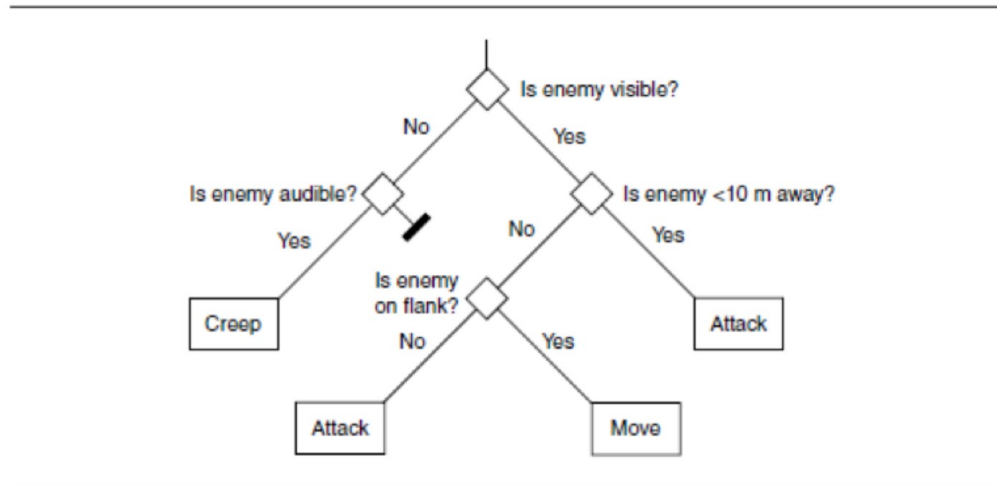 Is enemy visible?
No
Yes
Is enemy audible?
Is enemy <10 m away?
Yes
No
Yes
Is enemy
on flank?
Creep
Attack
No
Yes
Attack
Move